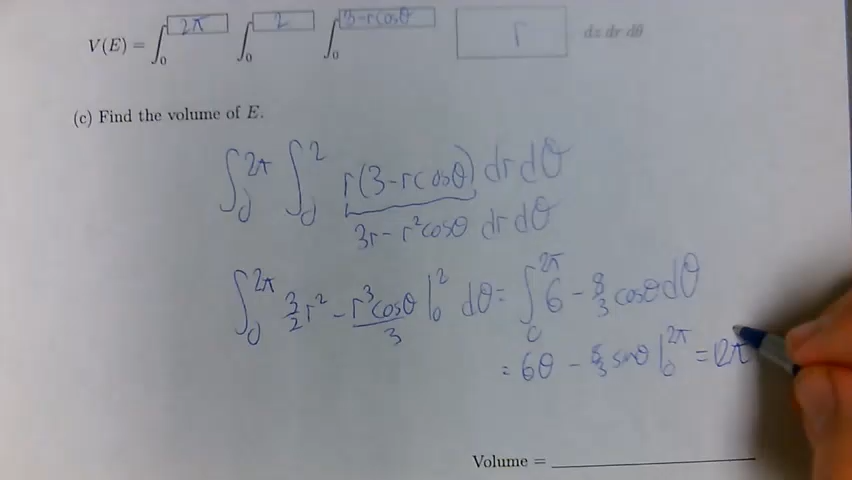 V(E) = ∫₀^2π ∫₀^2 ∫₀^3-rcosθ r dz dr dθ
(c) Find the volume of E.
∫₀^2π ∫₀^2 r(3-rcosθ) dr dθ
3r - r²cosθ dr dθ
∫₀^2π 3/2 r² - r³cosθ/3 |₀^2 dθ = ∫₀^2π 6 - 8/3 cosθ dθ
= 6θ - 8/3 sinθ |₀^2π = 12π
Volume =